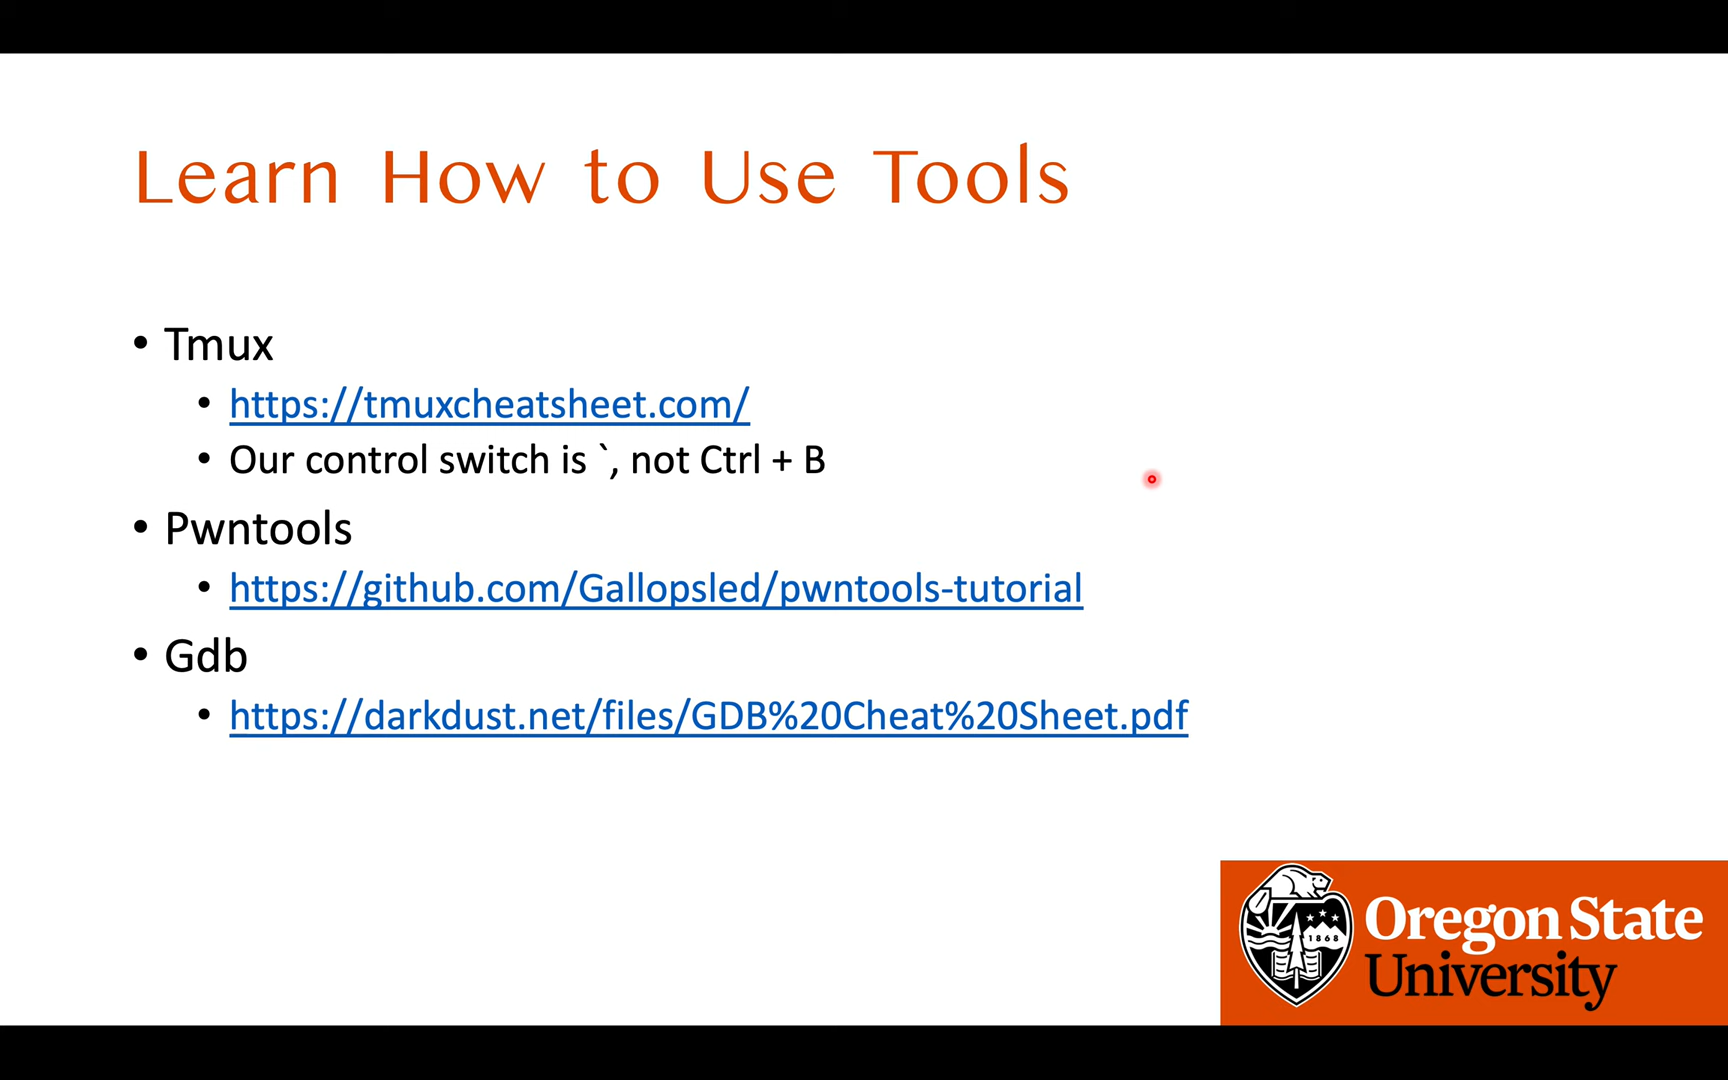 Learn How to Use Tools
• Tmux
• https://tmuxcheatsheet.com/
• Our control switch is `, not Ctrl + B
• Pwntools
• https://github.com/Gallopsled/pwntools-tutorial
• Gdb
• https://darkdust.net/files/GDB%20Cheat%20Sheet.pdf
1868
Oregon State
University